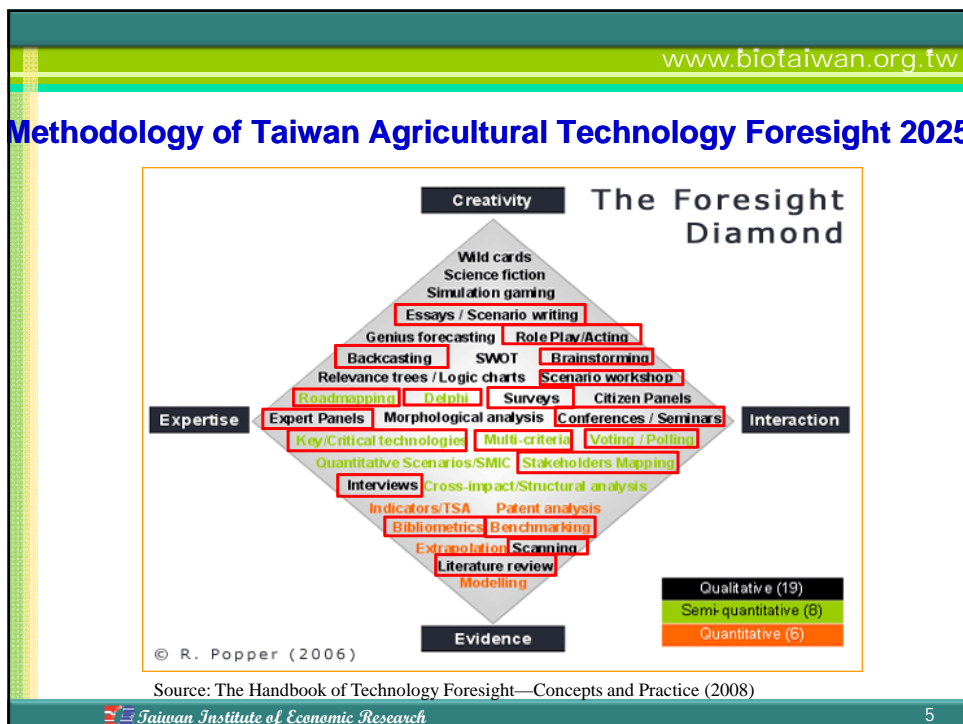 www.biotaiwan.org.tw
Methodology of Taiwan Agricultural Technology Foresight 2025
Creativity
The Foresight
Diamond
Wild cards
Science fiction
Simulation gaming
Essays / Scenario writing
Genius forecasting Role Play/Acting
Backcasting SWOT Brainstorming
Relevance trees / Logic charts Scenario workshop
Roadmapping Delphi Surveys Citizen Panels
Expertise Expert Panels Morphological analysis Conferences / Seminars Interaction
Key/Critical technologies Multi-criteria Voting / Polling
Quantitative Scenarios/SMIC Stakeholders Mapping
Interviews Cross-impact/Structural analysis
Indicators/TSA Patent analysis
Bibliometrics Benchmarking
Extrapolation Scanning
Literature review
Modelling
Qualitative (19)
Semi-quantitative (8)
Quantitative (6)
Evidence
© R. Popper (2006)
Source: The Handbook of Technology Foresight—Concepts and Practice (2008)
Taiwan Institute of Economic Research 5